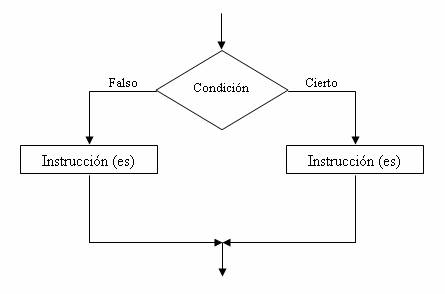 Falso
Condición
Cierto
Instrucción (es)
Instrucción (es)